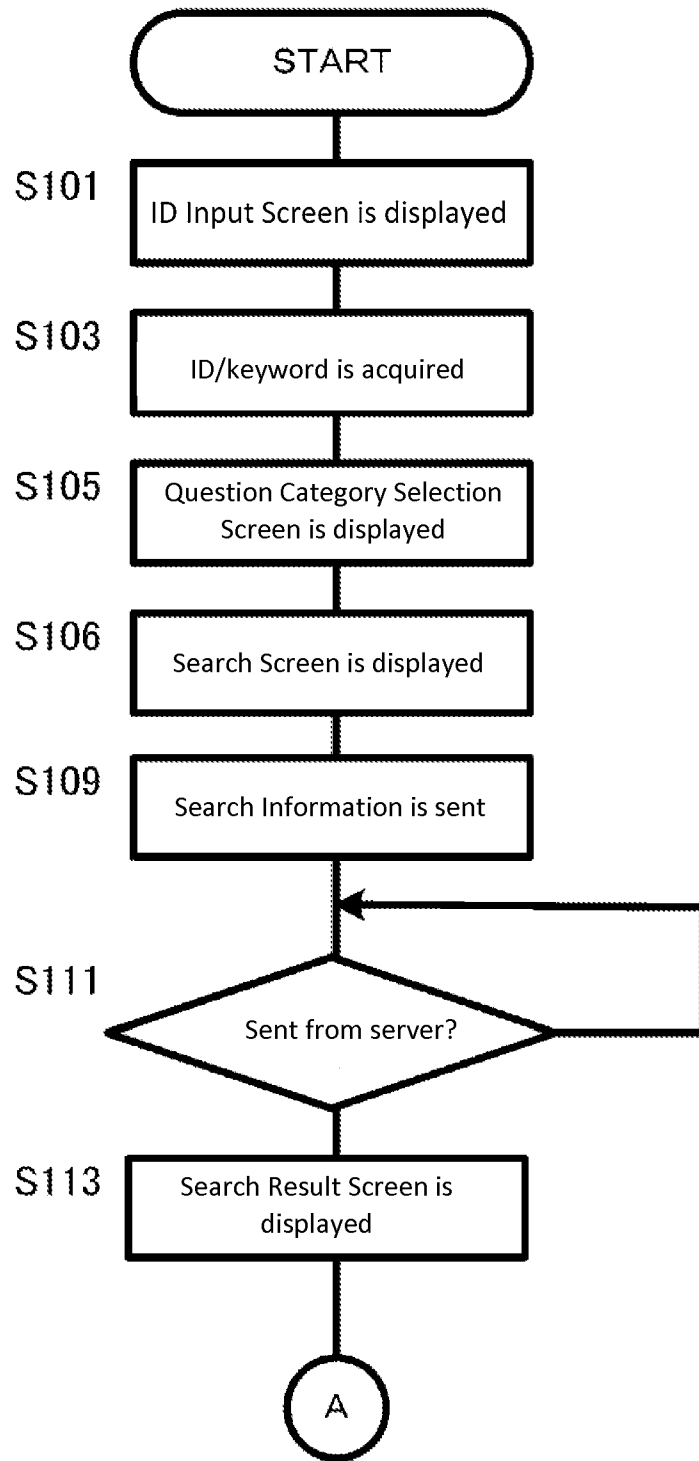 START
S101
ID Input Screen is displayed
S103
ID/keyword is acquired
S105
Question Category Selection
Screen is displayed
S106
Search Screen is displayed
S109
Search Information is sent
S111
Sent from server?
S113
Search Result Screen is
displayed
A